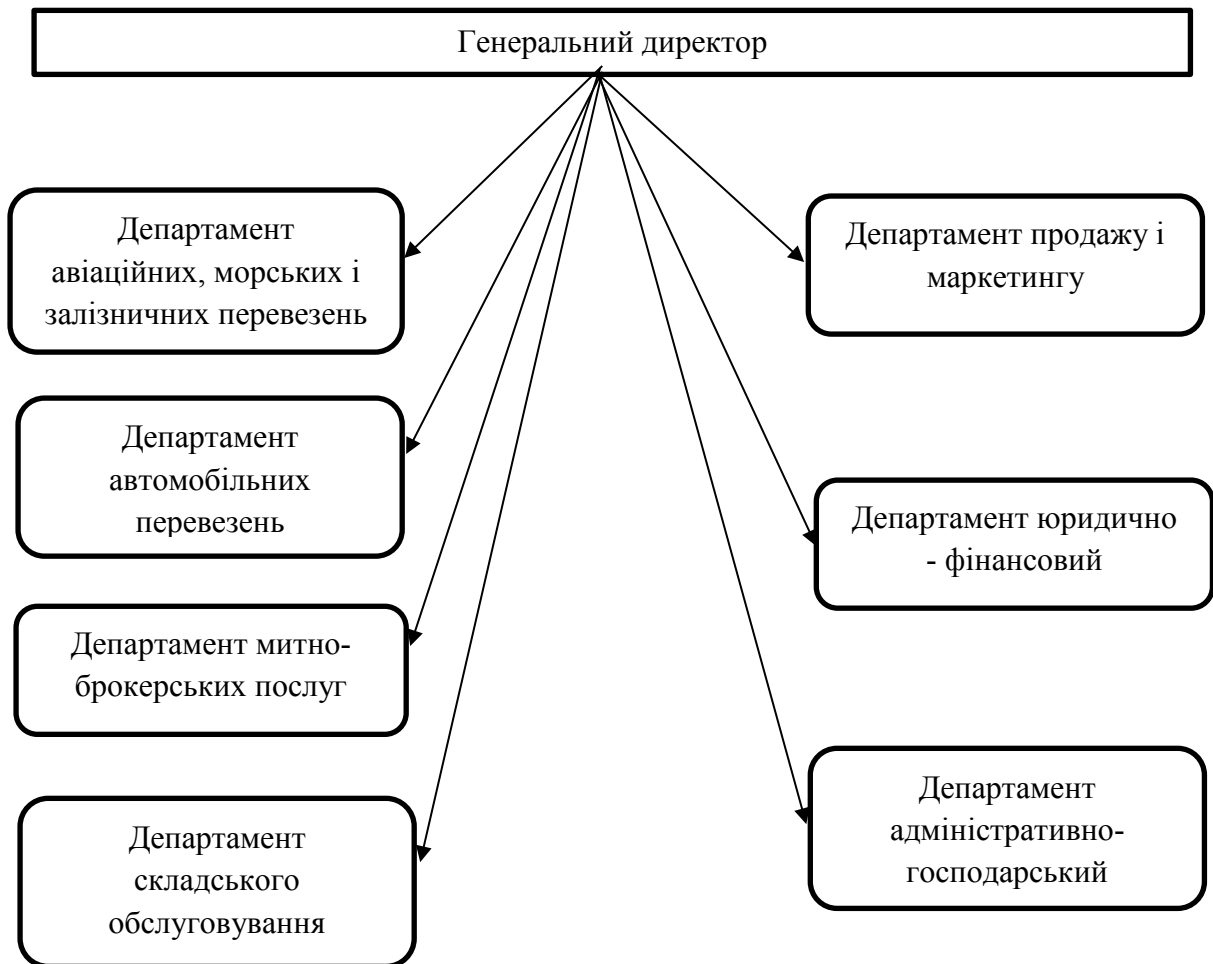 Генеральний директор
Департамент
авіаційних, морських і
залізничних перевезень
Департамент
автомобільних
перевезень
Департамент митно-
брокерських послуг
Департамент
складського
обслуговування
Департамент продажу і
маркетингу
Департамент юридично
- фінансовий
Департамент
адміністративно-
господарський